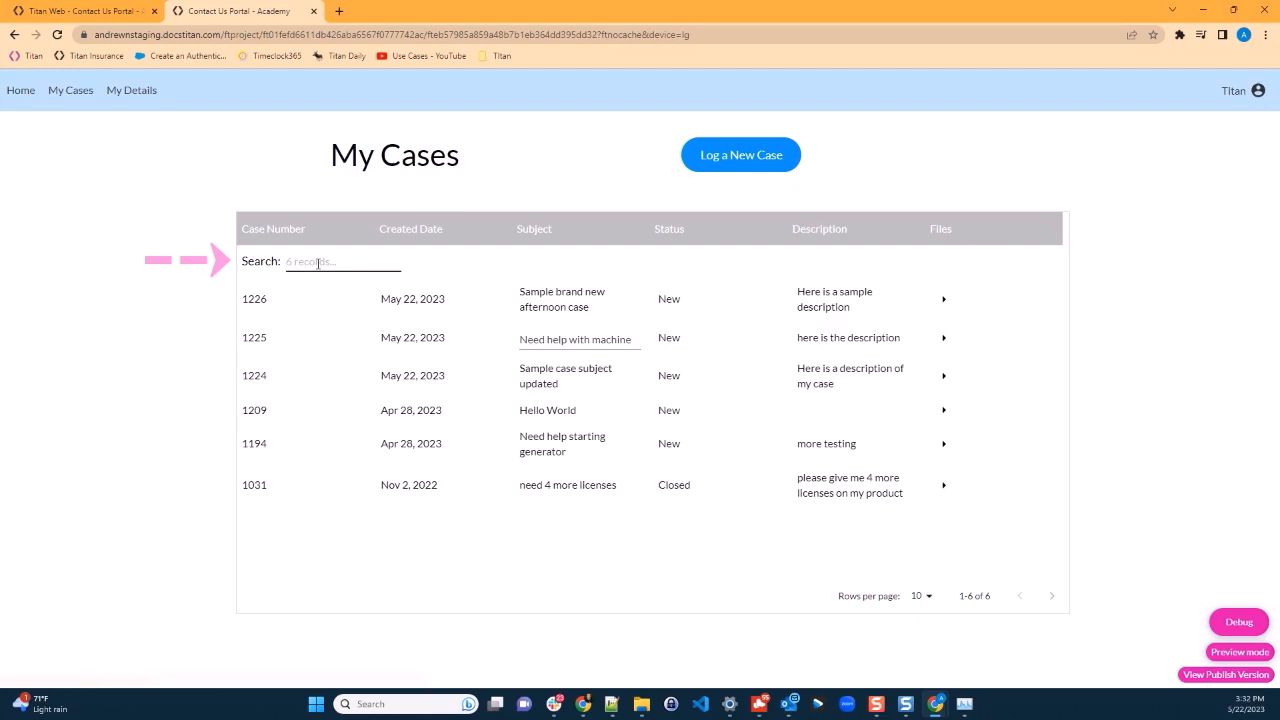 Titan Web - Contact Us Portal - A
Contact Us Portal - Academy
andrewnstaging.docstitan.com/ftproject/ft01fefd6611db426aba6567f0777742ac/fteb57985a859a48b7b1eb364dd395dd32?ftnocache&device=lg
A
Titan
Titan Insurance
Create an Authentic...
Timeclock365
Titan Daily
Use Cases - YouTube
Titan
Home My Cases My Details
Titan
My Cases
Log a New Case
Case Number Created Date Subject Status Description Files
Search: 6 records...
1226 May 22, 2023 Sample brand new afternoon case New Here is a sample description
1225 May 22, 2023 Need help with machine New here is the description
1224 May 22, 2023 Sample case subject updated New Here is a description of my case
1209 Apr 28, 2023 Hello World New
1194 Apr 28, 2023 Need help starting generator New more testing
1031 Nov 2, 2022 need 4 more licenses Closed please give me 4 more licenses on my product
Rows per page: 10 1-6 of 6
Debug
Preview mode
View Publish Version
71°F
Light rain
Search
3:32 PM
5/22/2023